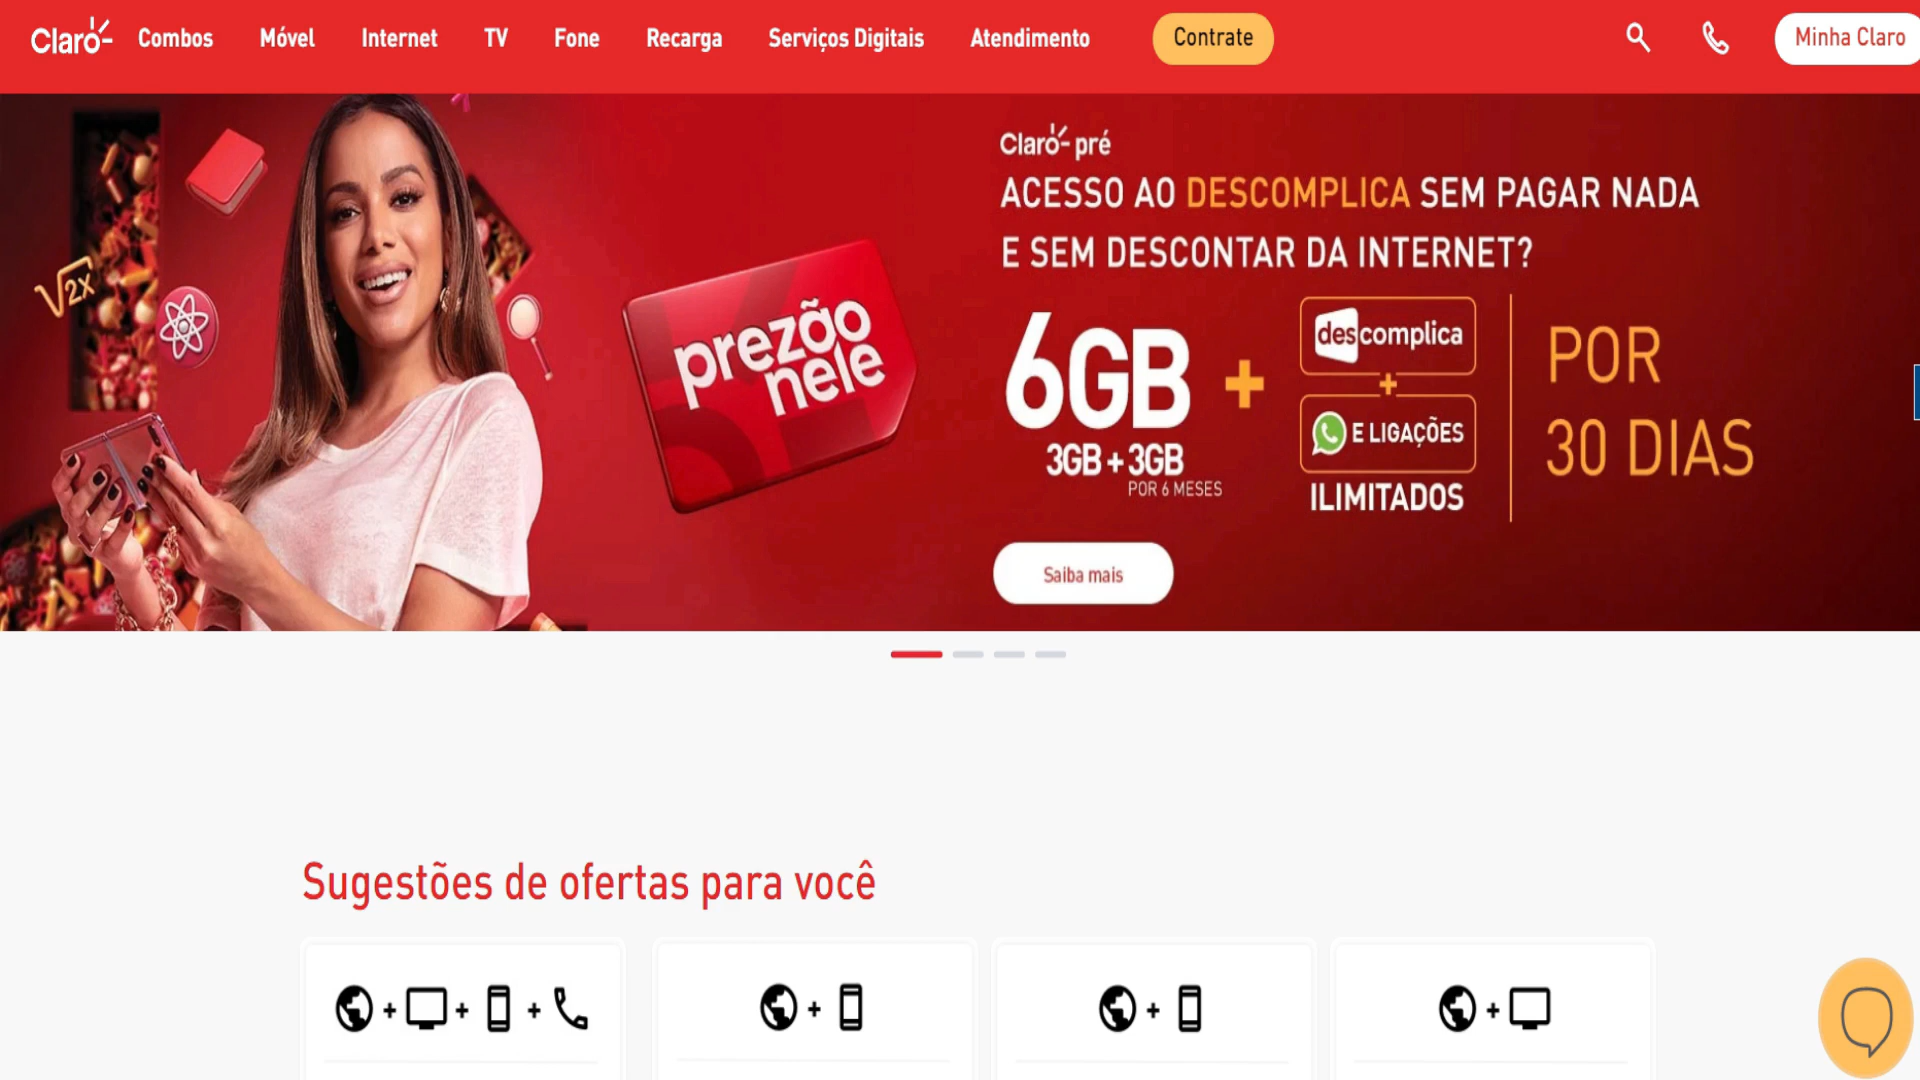 Claro Combos Móvel Internet TV Fone Recarga Serviços Digitais Atendimento Contrate Minha Claro
Claro pré
ACESSO AO DESCOMPLICA SEM PAGAR NADA
E SEM DESCONTAR DA INTERNET?
√2x
prezão
nele
6GB
3GB + 3GB
POR 6 MESES
+
descomplica
+
E LIGAÇÕES
ILIMITADOS
POR
30 DIAS
Saiba mais
Sugestões de ofertas para você
+ + +
+
+
+